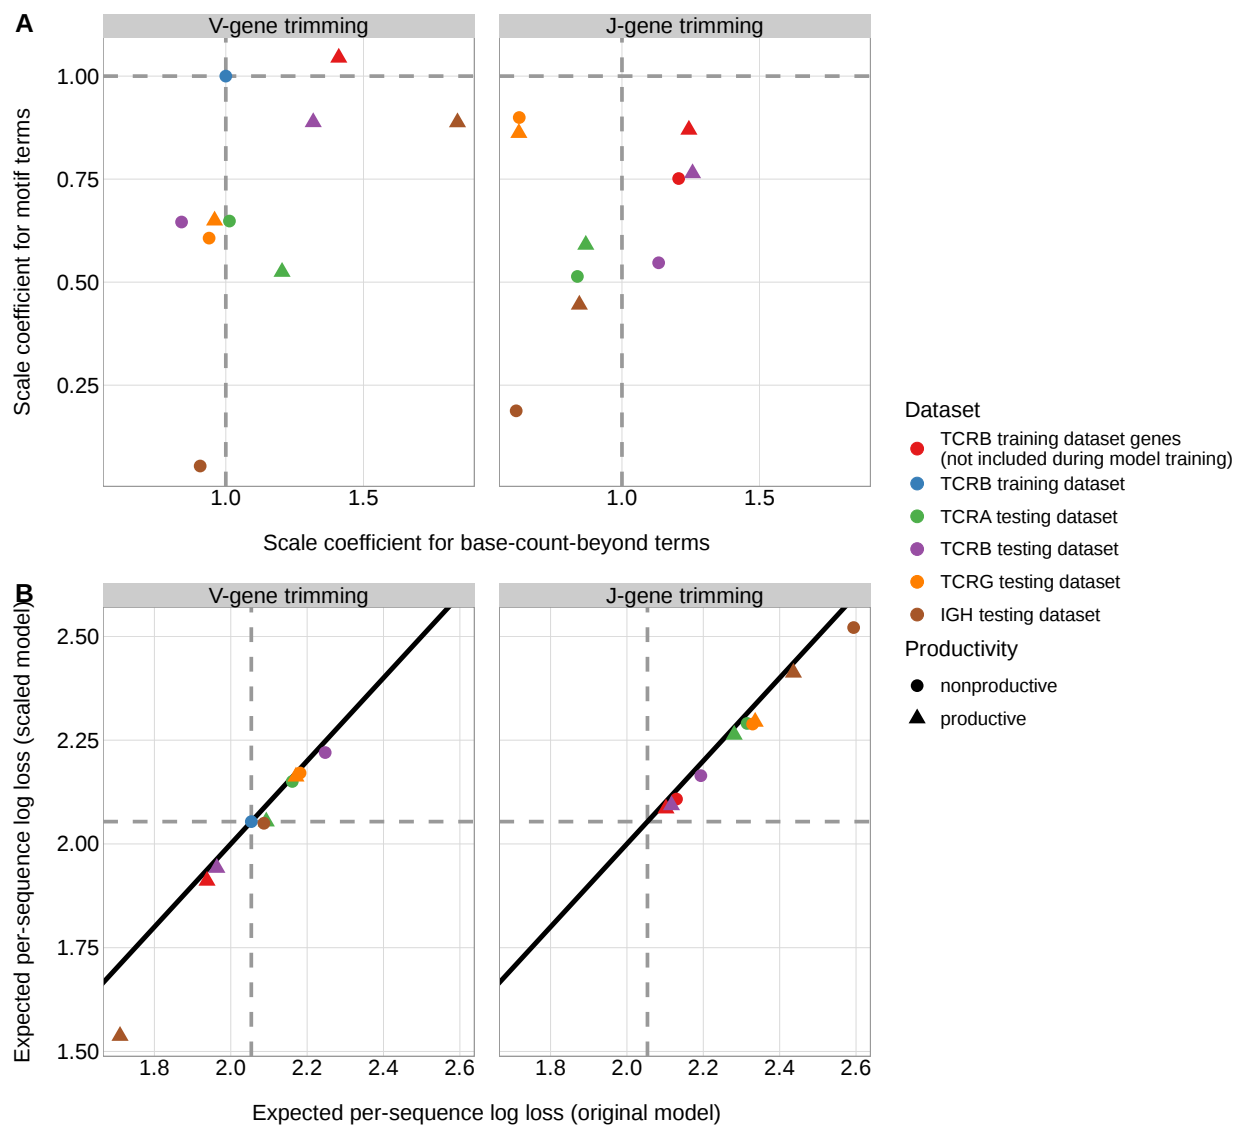 A
V-gene trimming
J-gene trimming
Scale coefficient for motif terms
1.00
0.75
0.50
0.25
1.0
1.5
1.0
1.5
Scale coefficient for base-count-beyond terms
B
V-gene trimming
J-gene trimming
Expected per-sequence log loss (scaled model)
2.50
2.25
2.00
1.75
1.50
1.8
2.0
2.2
2.4
2.6
1.8
2.0
2.2
2.4
2.6
Expected per-sequence log loss (original model)
Dataset
TCRB training dataset genes
(not included during model training)
TCRB training dataset
TCRA testing dataset
TCRB testing dataset
TCRG testing dataset
IGH testing dataset
Productivity
nonproductive
productive